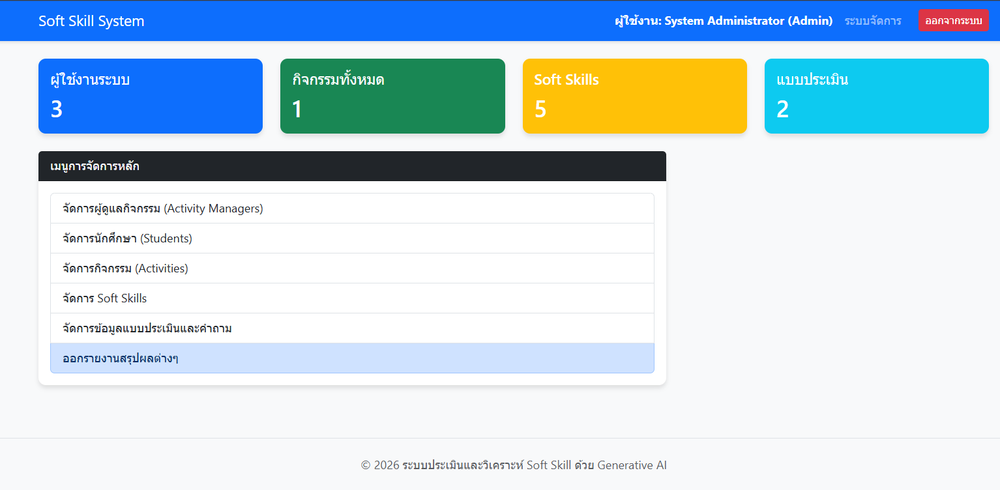 Soft Skill System
ผู้ใช้งาน: System Administrator (Admin) ระบบจัดการ ออกจากระบบ
ผู้ใช้งานระบบ
3
กิจกรรมทั้งหมด
1
Soft Skills
5
แบบประเมิน
2
เมนูการจัดการหลัก
จัดการผู้ดูแลกิจกรรม (Activity Managers)
จัดการนักศึกษา (Students)
จัดการกิจกรรม (Activities)
จัดการ Soft Skills
จัดการข้อมูลแบบประเมินและคำถาม
ออกรายงานสรุปผลต่างๆ
© 2026 ระบบประเมินและวิเคราะห์ Soft Skill ด้วย Generative AI